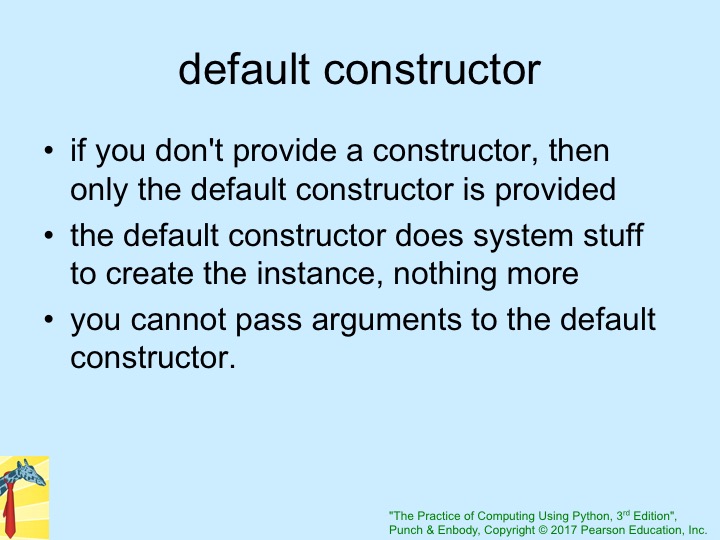 default constructor
• if you don't provide a constructor, then
only the default constructor is provided
• the default constructor does system stuff
to create the instance, nothing more
• you cannot pass arguments to the default
constructor.
"The Practice of Computing Using Python, 3rd Edition",
Punch & Enbody, Copyright © 2017 Pearson Education, Inc.